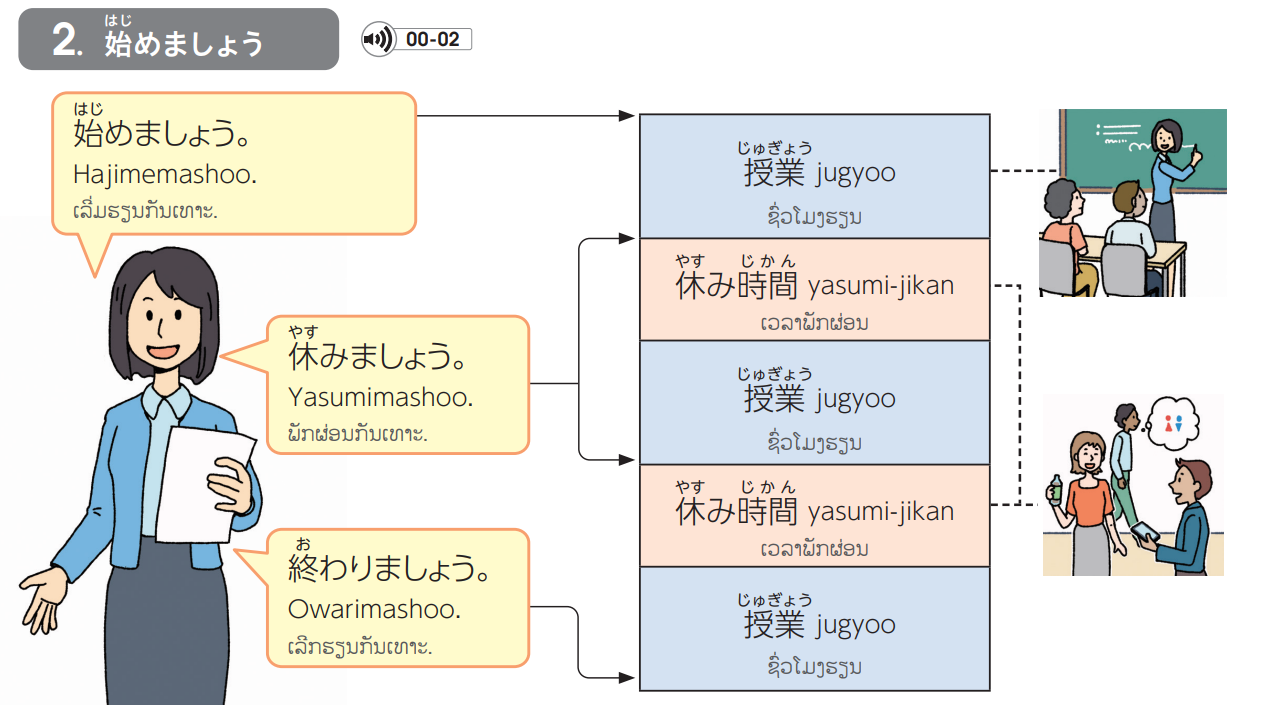 2. 始めましょう
はじ
00-02
はじ
始めましょう。
Hajimemashoo.
ເລີ່ມຮຽນກັນເທາະ.
やす
休みましょう。
Yasumimashoo.
ພັກຜ່ອນກັນເທາະ.
お
終わりましょう。
Owarimashoo.
ເລີກຮຽນກັນເທາະ.
じゅぎょう
授業 jugyoo
ຊົ່ວໂມງຮຽນ
やす じかん
休み時間 yasumi-jikan
ເວລາພັກຜ່ອນ
じゅぎょう
授業 jugyoo
ຊົ່ວໂມງຮຽນ
やす じかん
休み時間 yasumi-jikan
ເວລາພັກຜ່ອນ
じゅぎょう
授業 jugyoo
ຊົ່ວໂມງຮຽນ